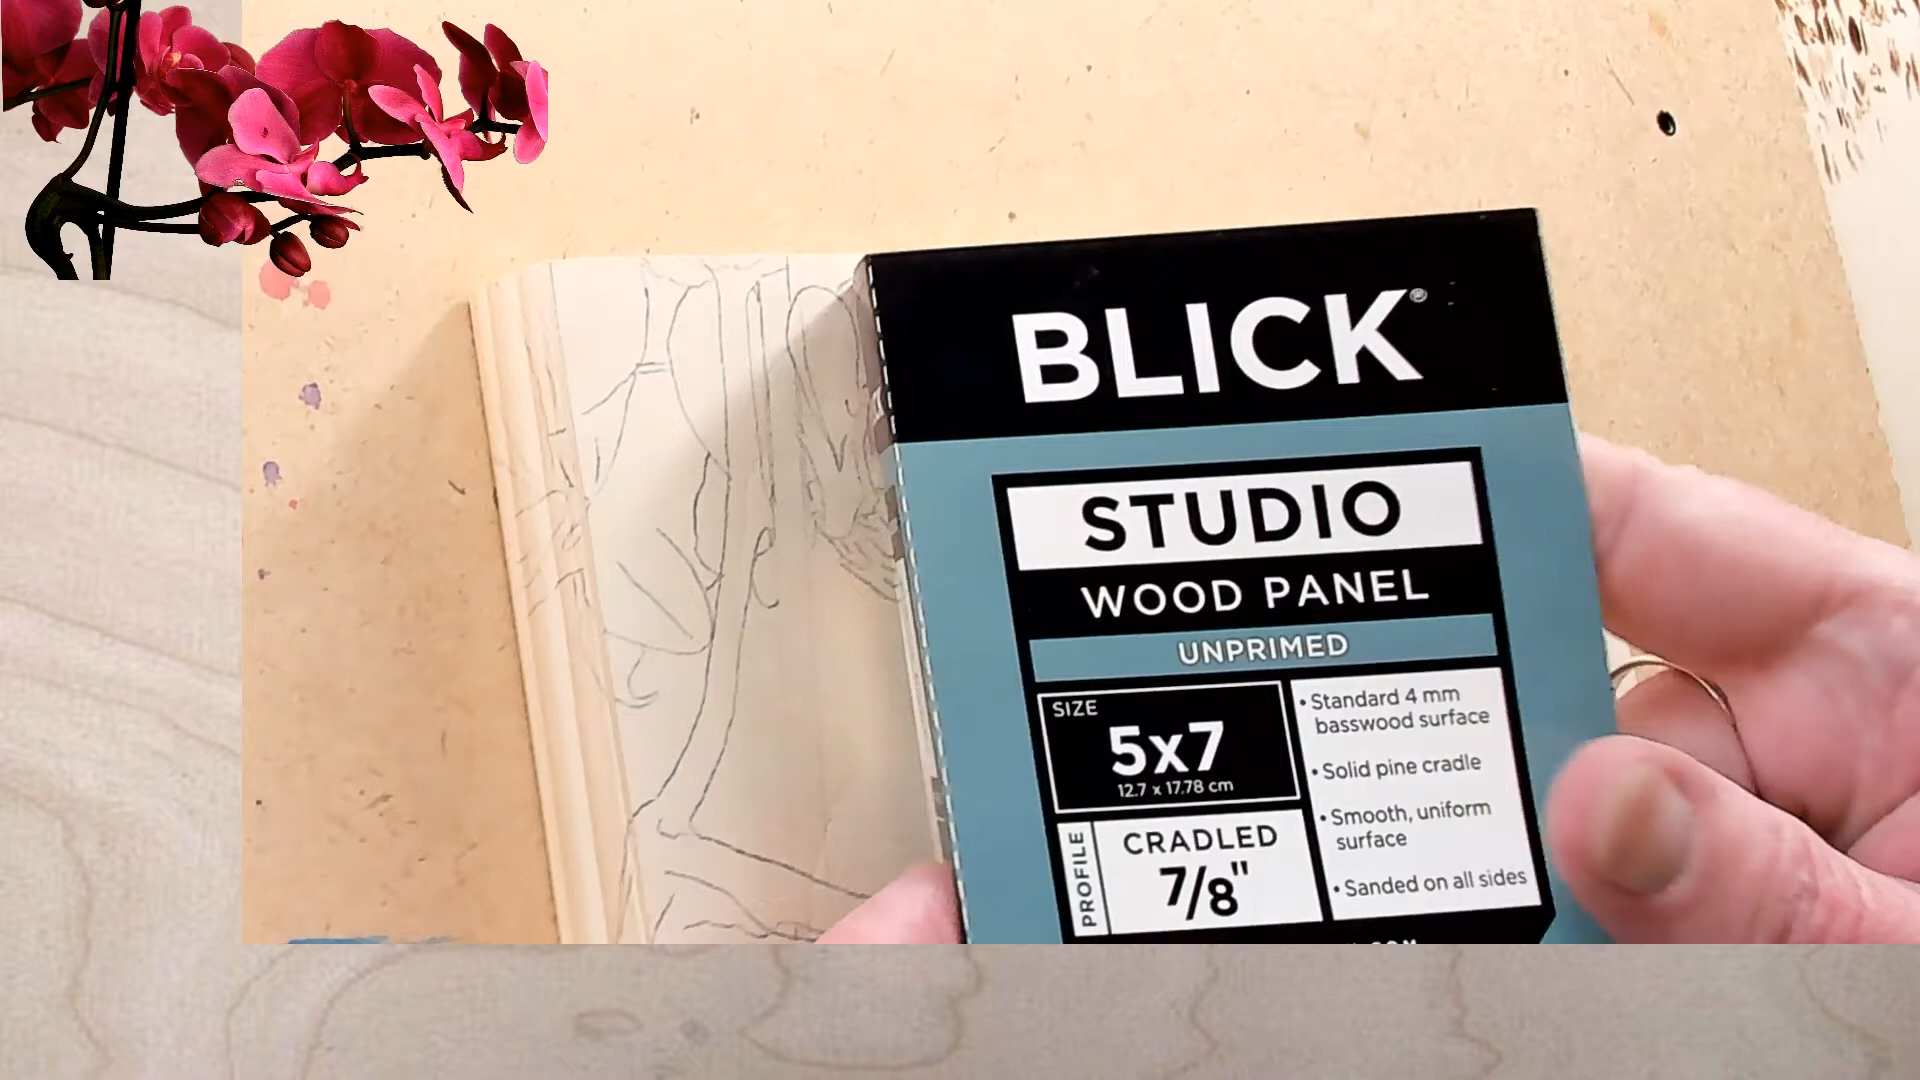 BLICK®
STUDIO
WOOD PANEL
UNPRIMED
SIZE
5x7
12.7 x 17.78 cm
PROFILE
CRADLED
7/8"
• Standard 4 mm
basswood surface
• Solid pine cradle
• Smooth, uniform
surface
• Sanded on all sides